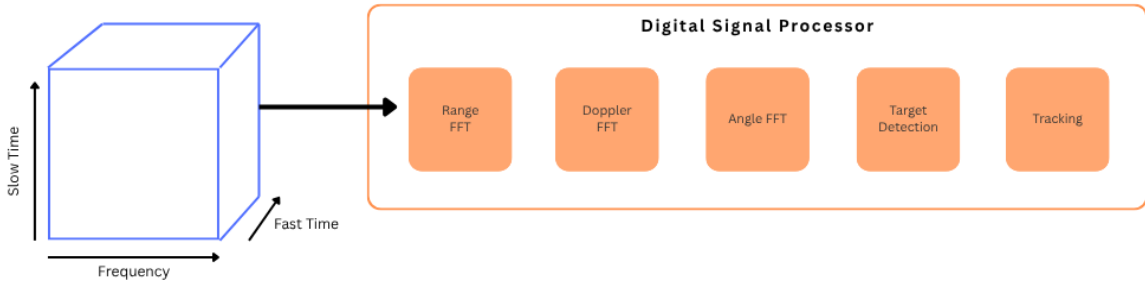 Digital Signal Processor
Range
FFT
Doppler
FFT
Angle FFT
Target
Detection
Tracking
Slow Time
Fast Time
Frequency